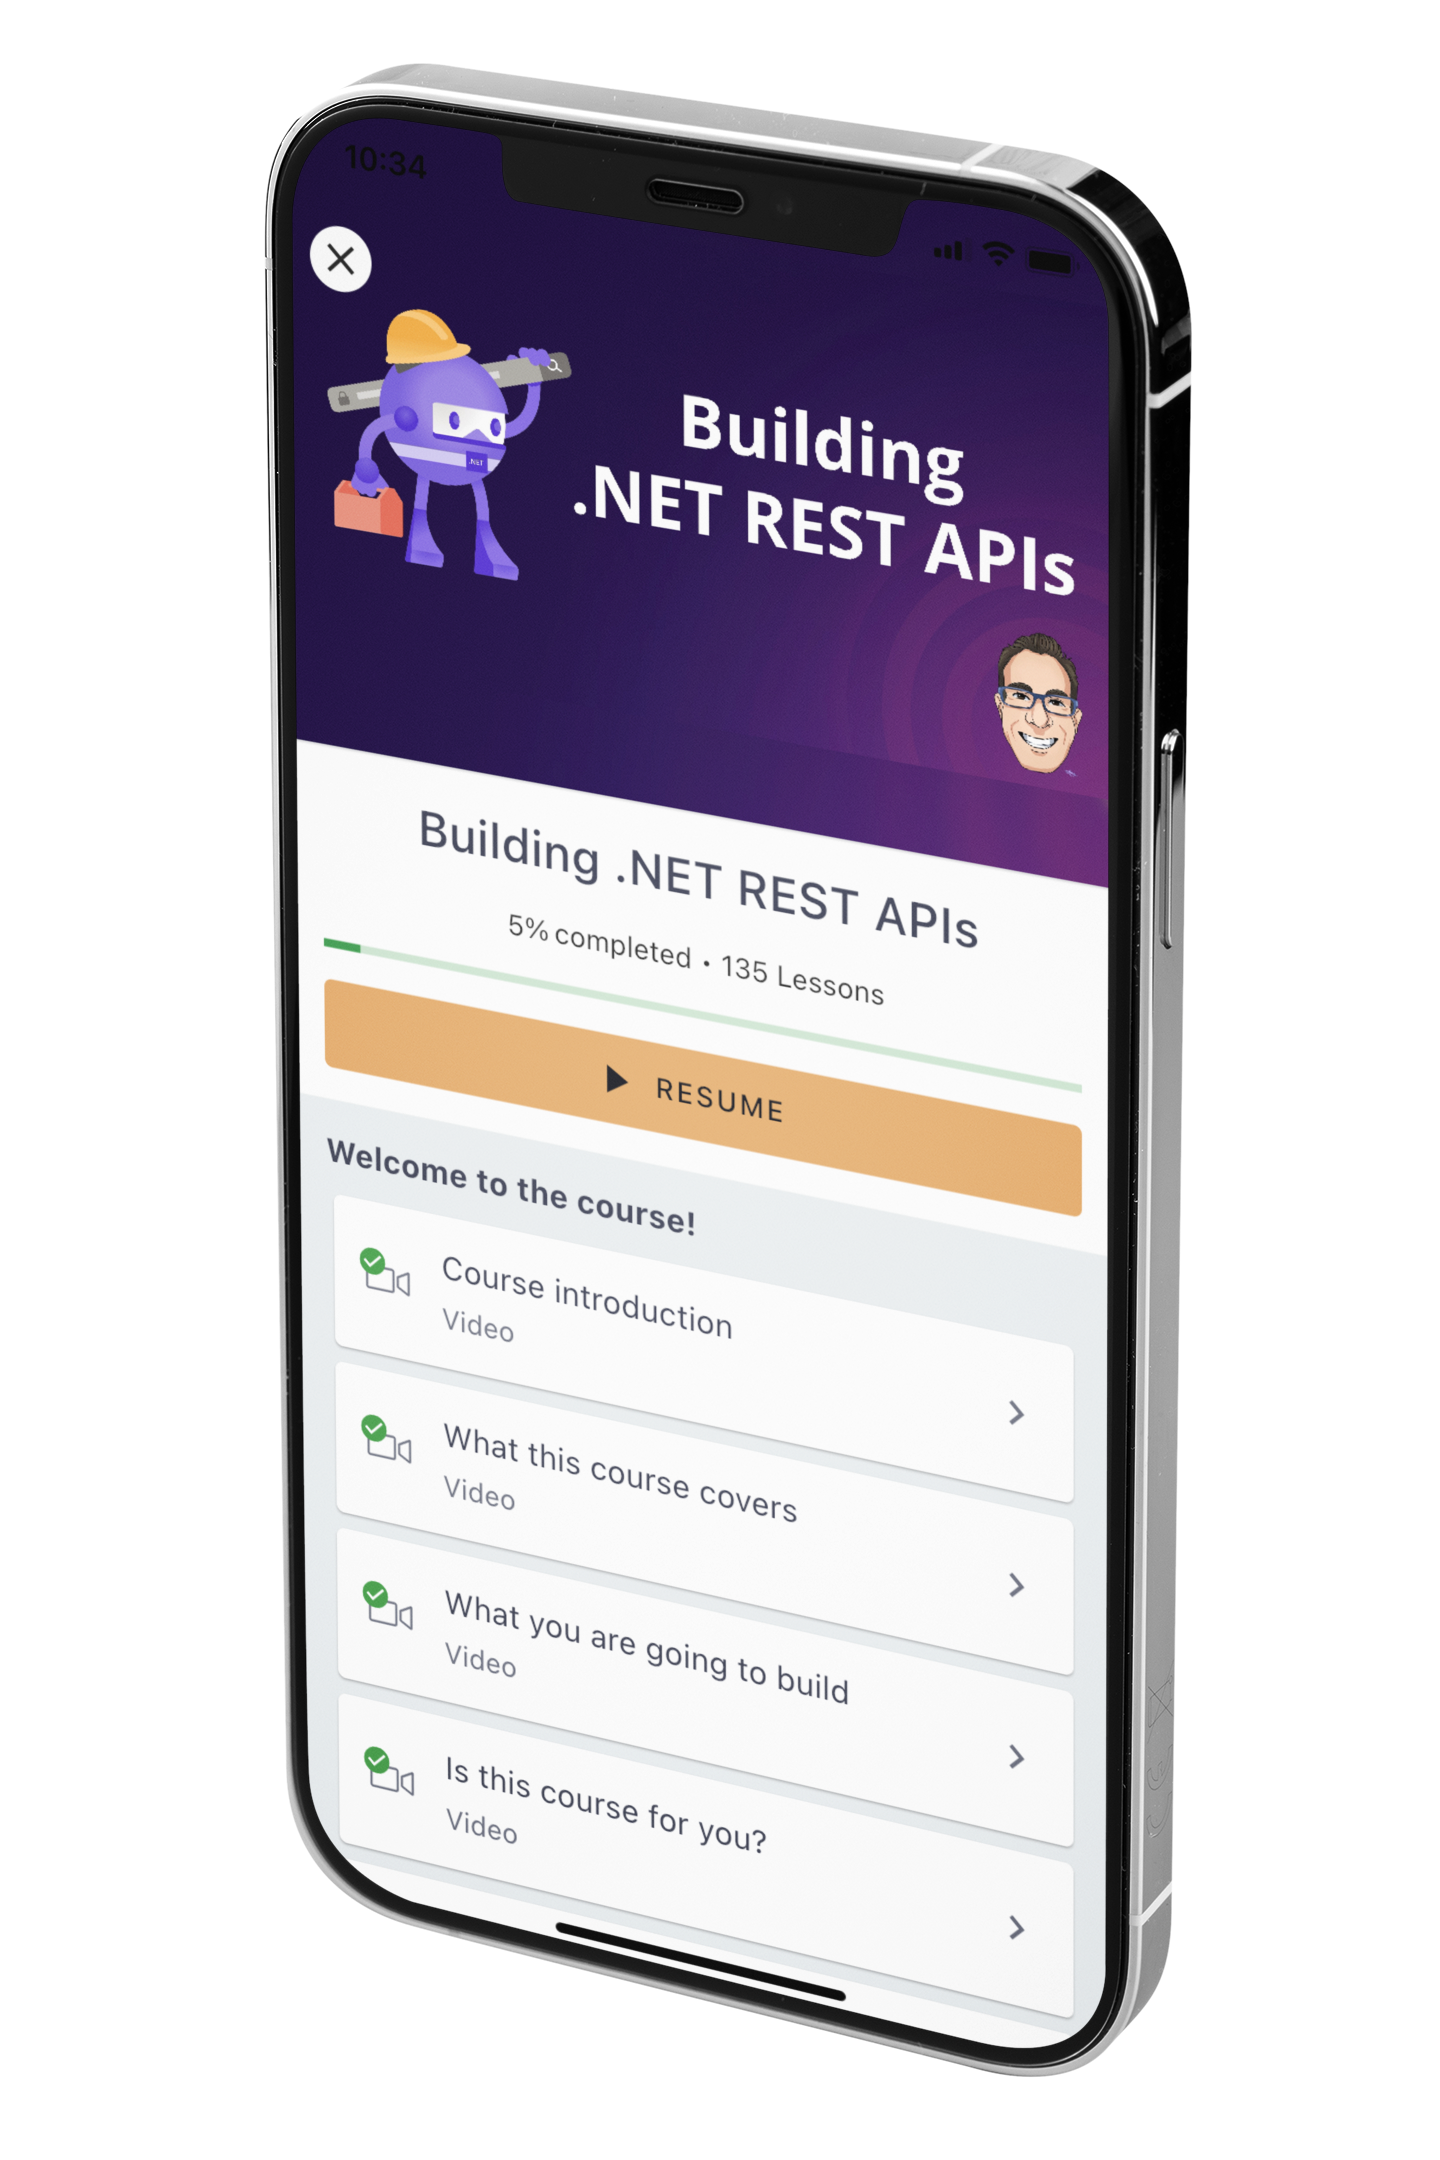 10:34
.NET
Building
.NET REST APIs
Building .NET REST APIs
5% completed • 135 Lessons
RESUME
Welcome to the course!
Course introduction
Video
What this course covers
Video
What you are going to build
Video
Is this course for you?
Video